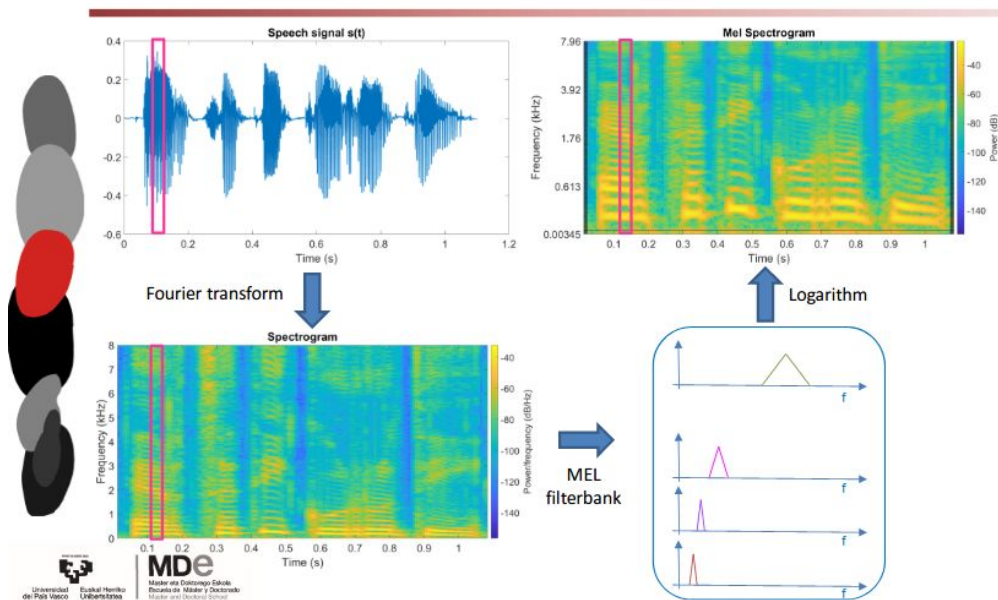 Speech signal s(t)
0.4
0.2
0
-0.2
-0.4
-0.6
0 0.2 0.4 0.6 0.8 1 1.2
Time (s)
Mel Spectrogram
Frequency (kHz)
7.96
3.92
1.76
0.613
0.00345
0.1 0.2 0.3 0.4 0.5 0.6 0.7 0.8 0.9 1
Time (s)
-40
-60
-80
-100
-120
-140
Power (dB)
Fourier transform
Logarithm
Spectrogram
Frequency (kHz)
8
7
6
5
4
3
2
1
0
0.1 0.2 0.3 0.4 0.5 0.6 0.7 0.8 0.9 1
Time (s)
-40
-60
-80
-100
-120
-140
Power/frequency (dB/Hz)
MEL
filterbank
f
f
f
f
Universidad Euskal Herriko
del País Vasco Unibertsitatea
MDe
Master eta Doktorego Eskola
Escuela de Máster y Doctorado
Master and Doctoral School